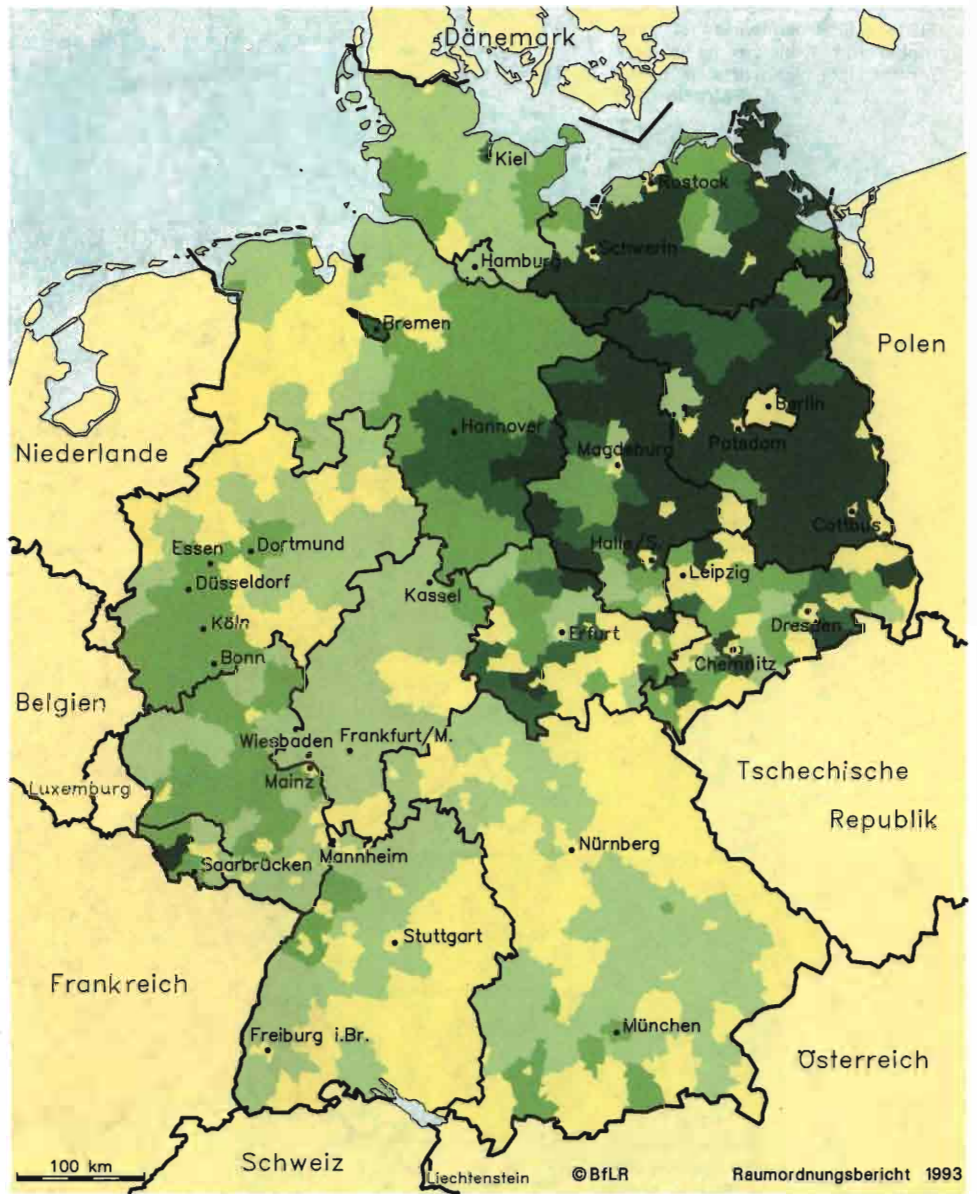 Dänemark
Kiel
Rostock
Schwerin
Hamburg
Bremen
Polen
Berlin
Hannover
Potsdam
Niederlande
Magdeburg
Cottbus
Essen
Dortmund
Halle/S.
Leipzig
Düsseldorf
Kassel
Köln
Erfurt
Dresden
Bonn
Chemnitz
Belgien
Wiesbaden
Frankfurt/M.
Mainz
Luxemburg
Tschechische
Republik
Nürnberg
Saarbrücken
Mannheim
Stuttgart
Frankreich
Freiburg i.Br.
München
Österreich
100 km
Schweiz
Liechtenstein
©BfLR
Raumordnungsbericht 1993